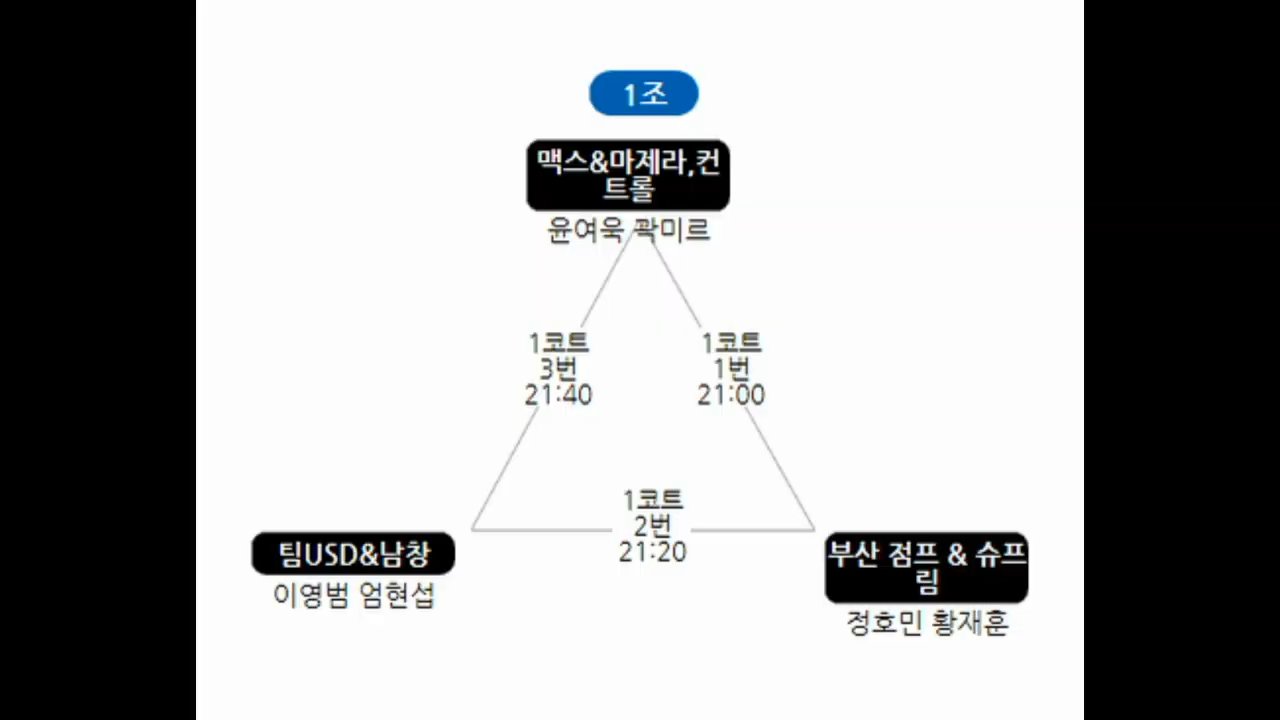 1조
맥스&마제라,컨
트롤
윤여욱 곽미르
1코트
3번
21:40
1코트
1번
21:00
1코트
2번
21:20
팀USD&남창
이영범 엄현섭
부산 점프 & 슈프
림
정호민 황재훈